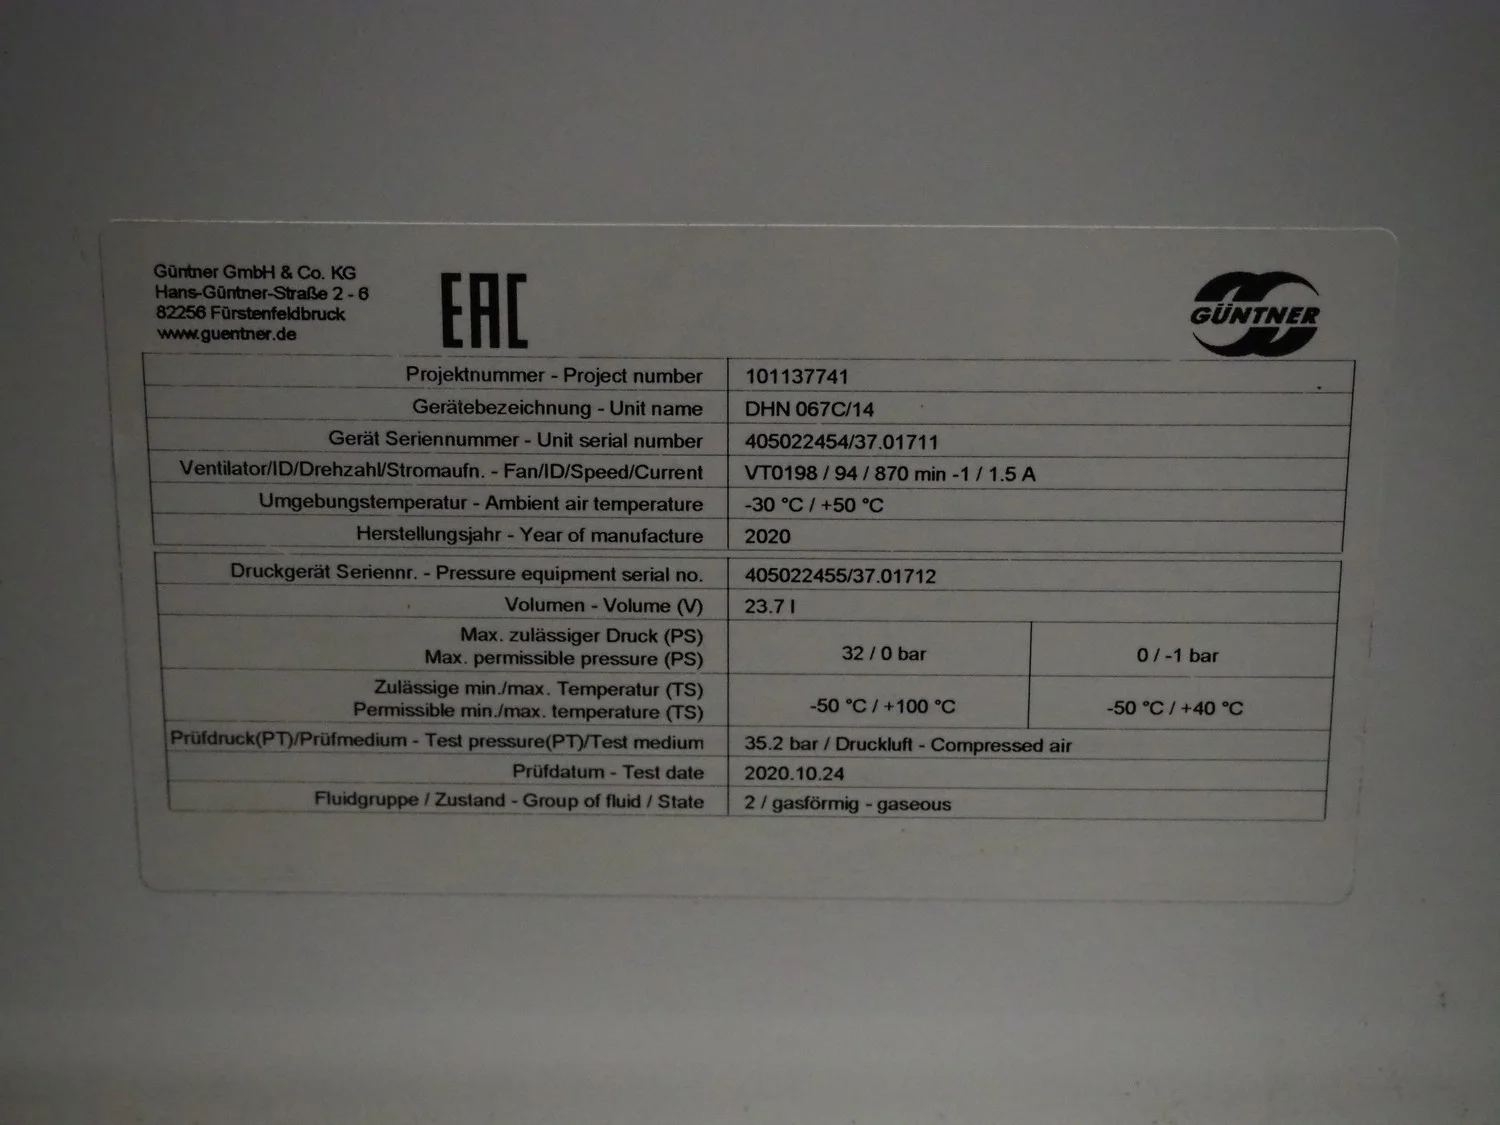 Güntner GmbH & Co. KG
Hans-Güntner-Straße 2 - 6
82256 Fürstenfeldbruck
www.guentner.de
EAC
GÜNTNER
Projektnummer - Project number 101137741
Gerätebezeichnung - Unit name DHN 067C/14
Gerät Seriennummer - Unit serial number 405022454/37.01711
Ventilator/ID/Drehzahl/Stromaufn. - Fan/ID/Speed/Current VT0198 / 94 / 870 min -1 / 1.5 A
Umgebungstemperatur - Ambient air temperature -30 °C / +50 °C
Herstellungsjahr - Year of manufacture 2020
Druckgerät Seriennr. - Pressure equipment serial no. 405022455/37.01712
Volumen - Volume (V) 23.7 l
Max. zulässiger Druck (PS)
Max. permissible pressure (PS) 32 / 0 bar 0 / -1 bar
Zulässige min./max. Temperatur (TS)
Permissible min./max. temperature (TS) -50 °C / +100 °C -50 °C / +40 °C
Prüfdruck(PT)/Prüfmedium - Test pressure(PT)/Test medium 35.2 bar / Druckluft - Compressed air
Prüfdatum - Test date 2020.10.24
Fluidgruppe / Zustand - Group of fluid / State 2 / gasförmig - gaseous